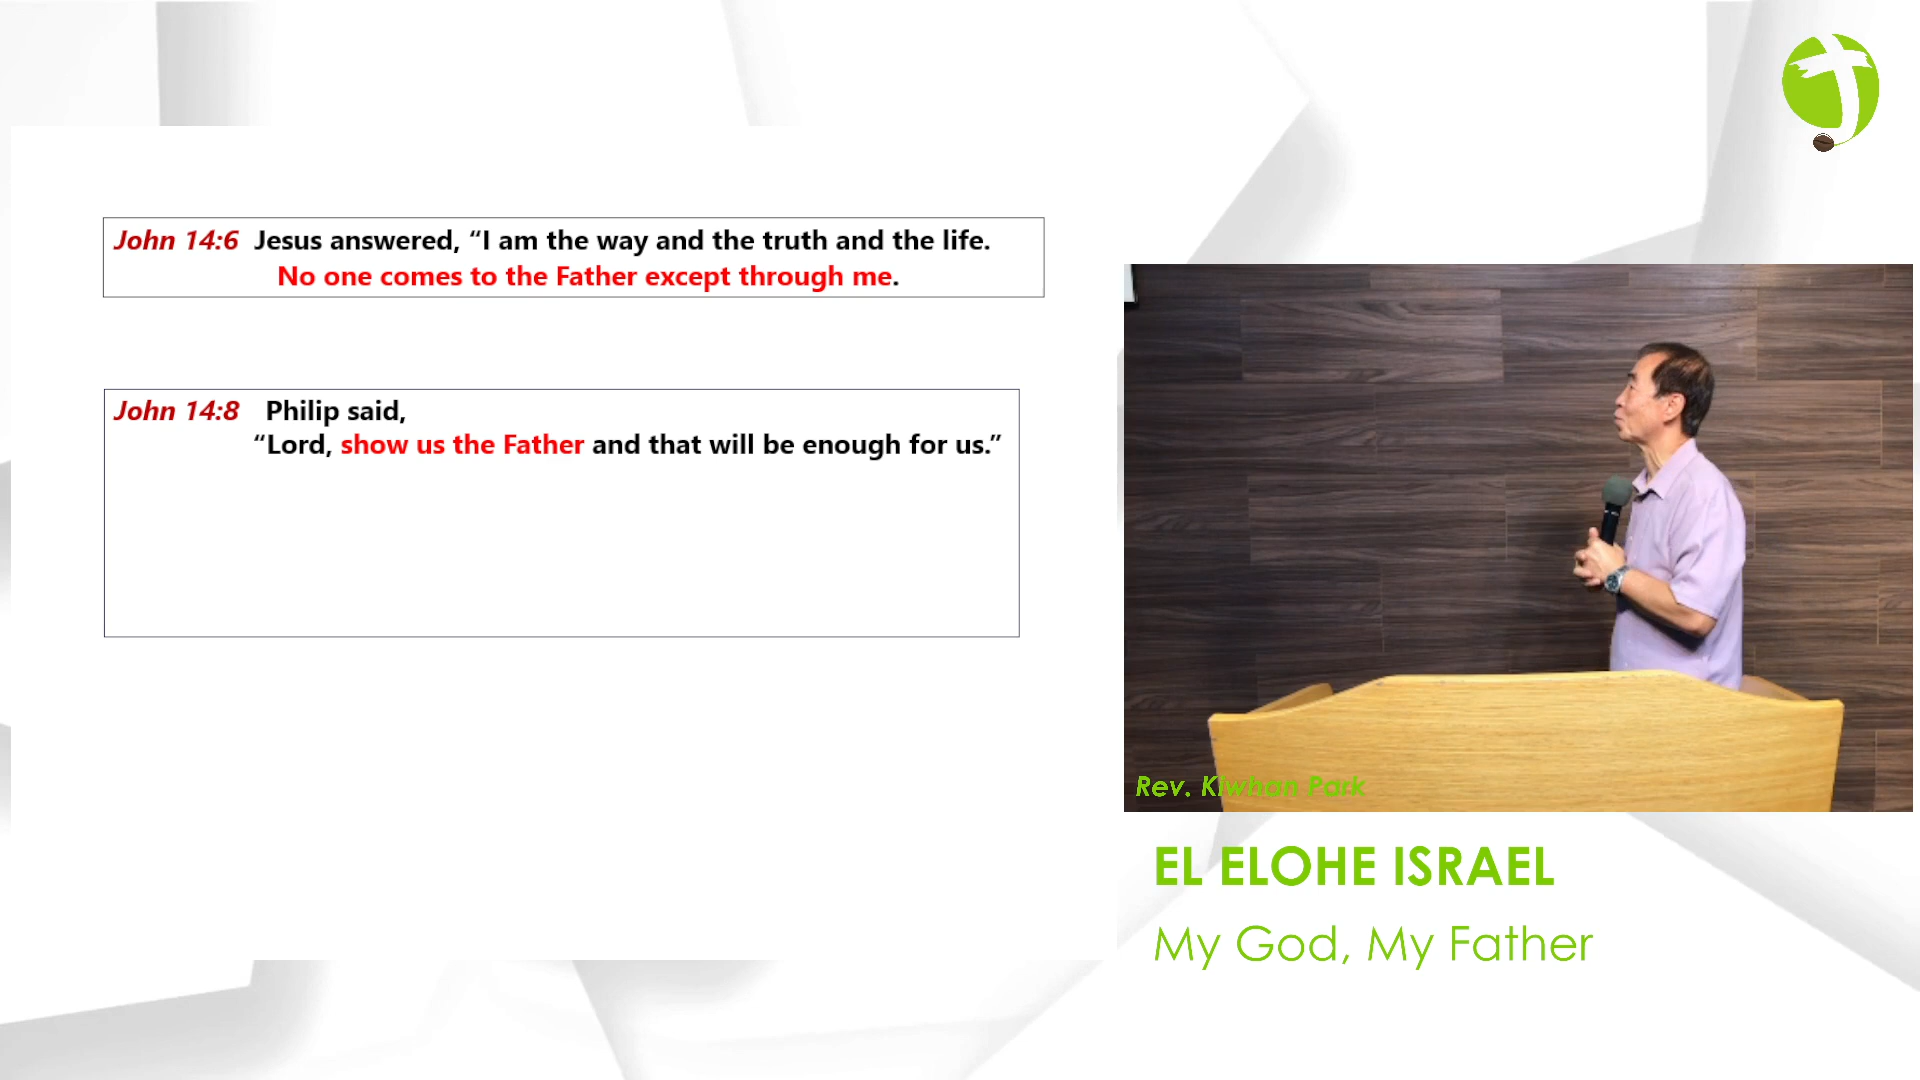 John 14:6 Jesus answered, “I am the way and the truth and the life.
No one comes to the Father except through me.
John 14:8 Philip said,
“Lord, show us the Father and that will be enough for us.”
Rev. Kiwhan Park
EL ELOHE ISRAEL
My God, My Father